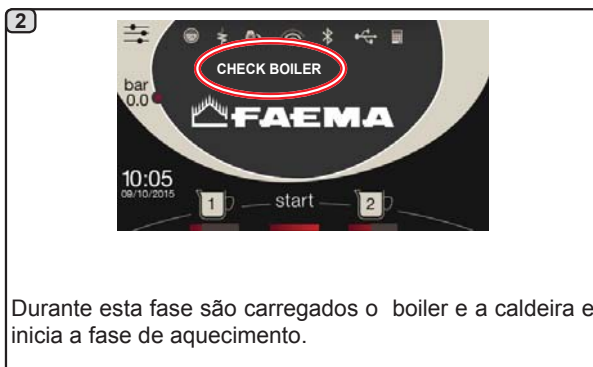 2
CHECK BOILER
bar
0.0
FAEMA
10:05
09/10/2015
1 start 2
Durante esta fase são carregados o boiler e a caldeira e
inicia a fase de aquecimento.